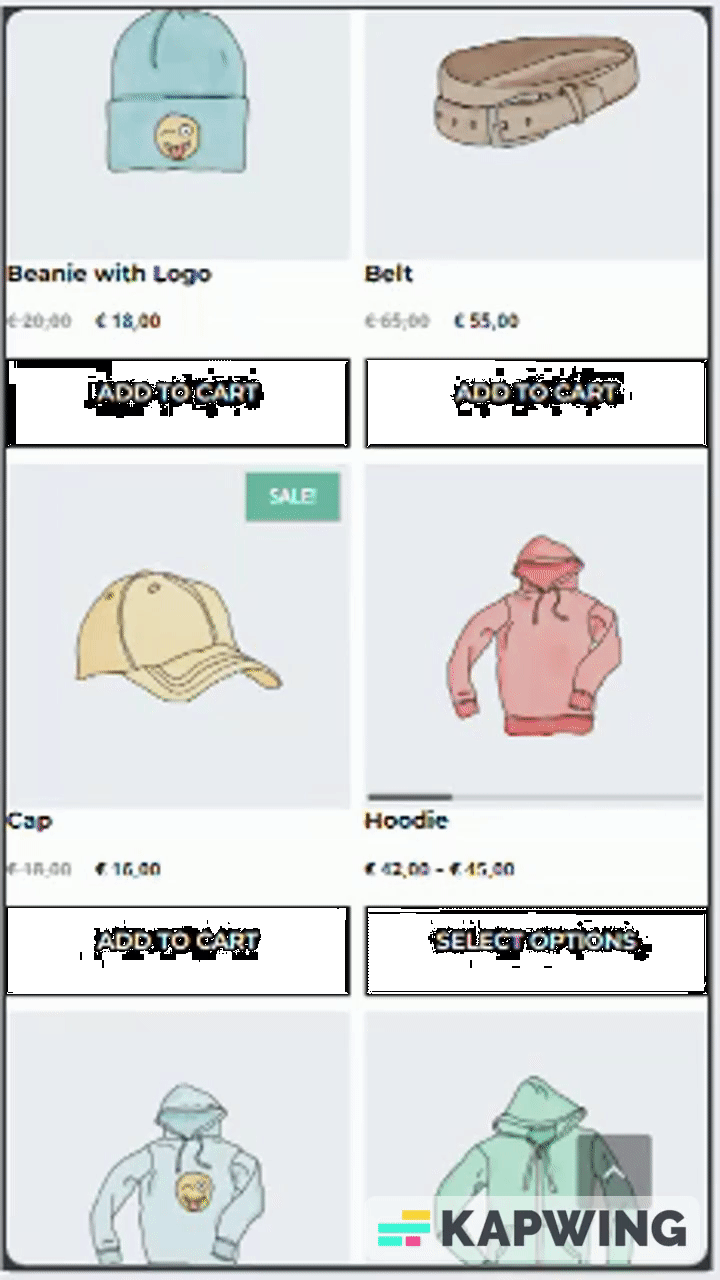 Beanie with Logo
Belt
€ 20,00 € 18,00
€ 65,00 € 55,00
ADD TO CART
ADD TO CART
SALE!
Cap
Hoodie
€ 18,00 € 16,00
€ 42,00 – € 45,00
ADD TO CART
SELECT OPTIONS
KAPWING